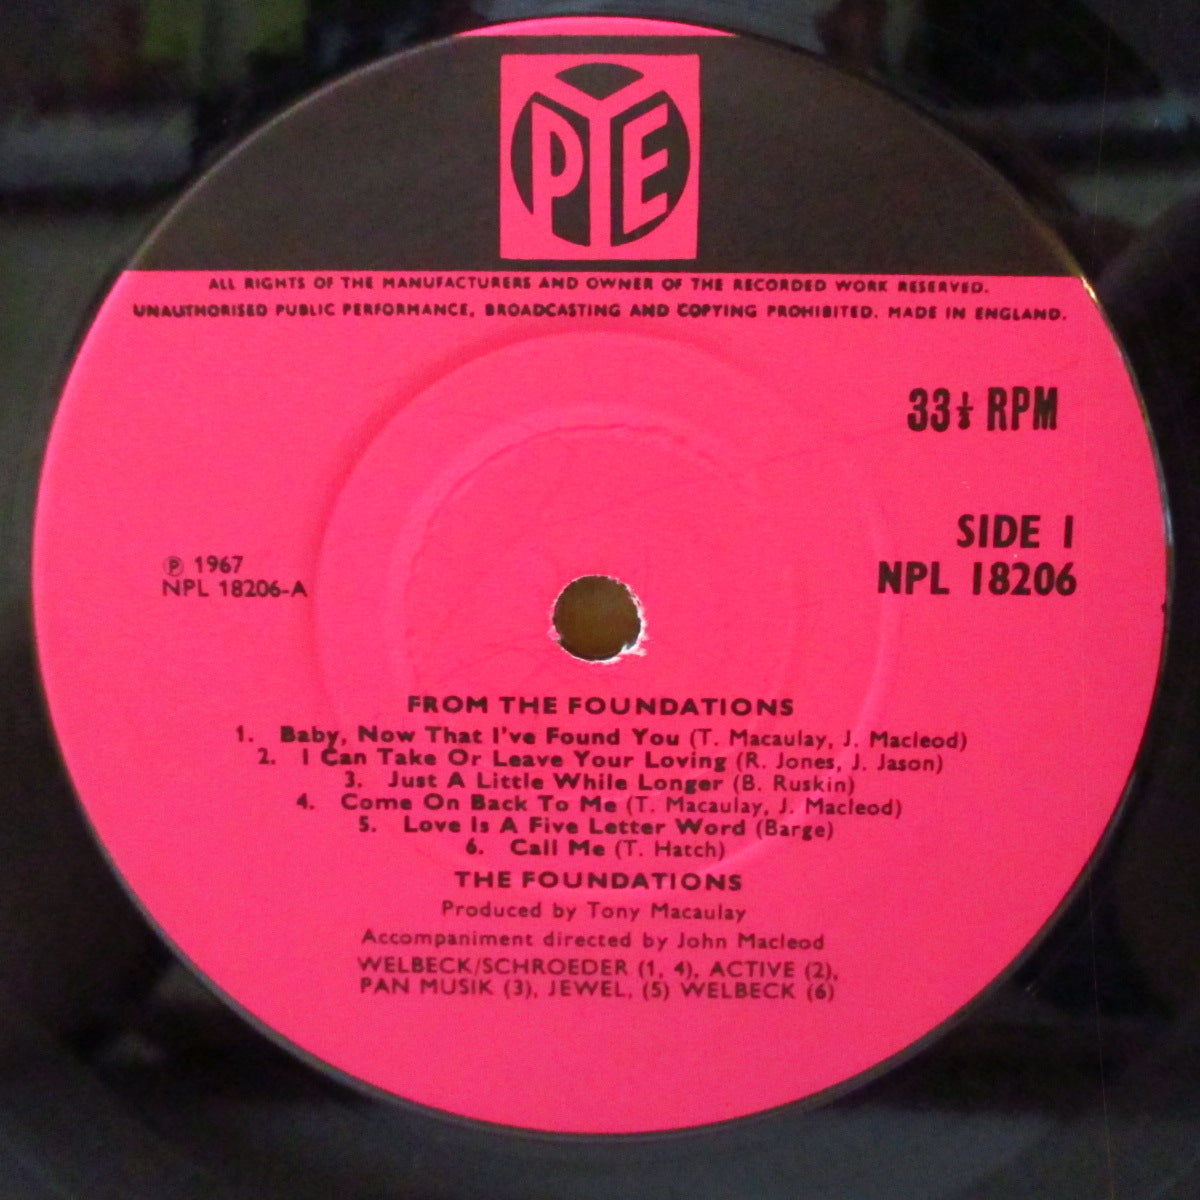 PYE
ALL RIGHTS OF THE MANUFACTURERS AND OWNER OF THE RECORDED WORK RESERVED.
UNAUTHORISED PUBLIC PERFORMANCE, BROADCASTING AND COPYING PROHIBITED. MADE IN ENGLAND.
33⅓ RPM
SIDE 1
NPL 18206
℗ 1967
NPL 18206-A
FROM THE FOUNDATIONS
1. Baby, Now That I've Found You (T. Macaulay, J. Macleod)
2. I Can Take Or Leave Your Loving (R. Jones, J. Jason)
3. Just A Little While Longer (B. Ruskin)
4. Come On Back To Me (T. Macaulay, J. Macleod)
5. Love Is A Five Letter Word (Barge)
6. Call Me (T. Hatch)
THE FOUNDATIONS
Produced by Tony Macaulay
Accompaniment directed by John Macleod
WELBECK/SCHROEDER (1, 4), ACTIVE (2),
PAN MUSIK (3), JEWEL, (5) WELBECK (6)